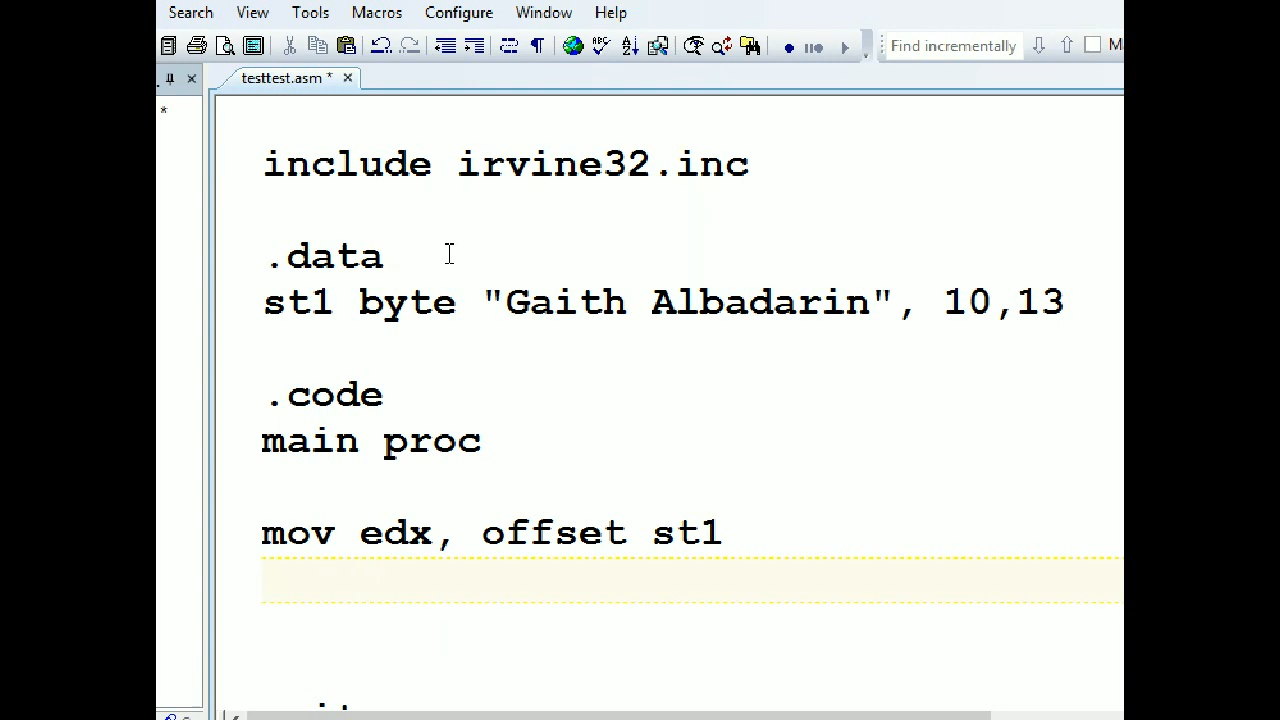 Search View Tools Macros Configure Window Help
Find incrementally
testtest.asm *
*
include irvine32.inc
.data
st1 byte "Gaith Albadarin", 10,13
.code
main proc
mov edx, offset st1